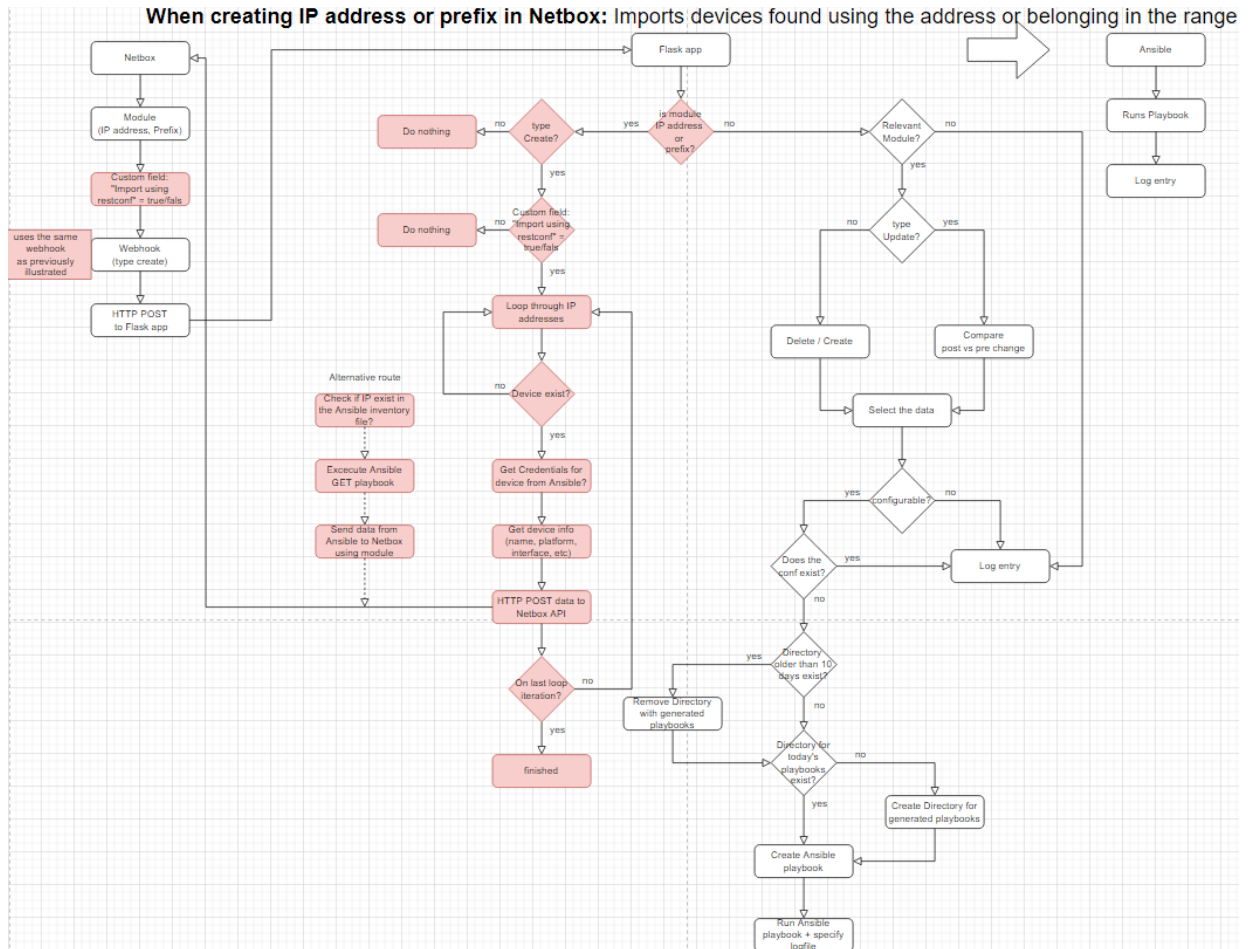 When creating IP address or prefix in Netbox: Imports devices found using the address or belonging in the range
Netbox
Module
(IP address, Prefix)
Custom field:
"Import using
restconf" = true/fals
uses the same
webhook
as previously
illustrated
Webhook
(type create)
HTTP POST
to Flask app
Flask app
is module
IP address
or
prefix?
yes
no
type
Create?
no
Do nothing
yes
Custom field:
"Import using
restconf" =
true/fals
no
Do nothing
yes
Loop through IP
addresses
Device exist?
no
yes
Get Credentials for
device from Ansible?
Get device info
(name, platform,
interface, etc)
HTTP POST data to
Netbox API
On last loop
iteration?
no
yes
finished
Alternative route
Check if IP exist in
the Ansible inventory
file?
Excecute Ansible
GET playbook
Send data from
Ansible to Netbox
using module
Relevant
Module?
no
yes
type
Update?
no
yes
Delete / Create
Compare
post vs pre change
Select the data
configurable?
yes
no
Does the
conf exist?
yes
Log entry
no
Directory
older than 10
days exist?
yes
Remove Directory
with generated
playbooks
no
Directory for
today's
playbooks
exist?
no
Create Directory for
generated playbooks
yes
Create Ansible
playbook
Run Ansible
playbook + specify
logfile
Ansible
Runs Playbook
Log entry